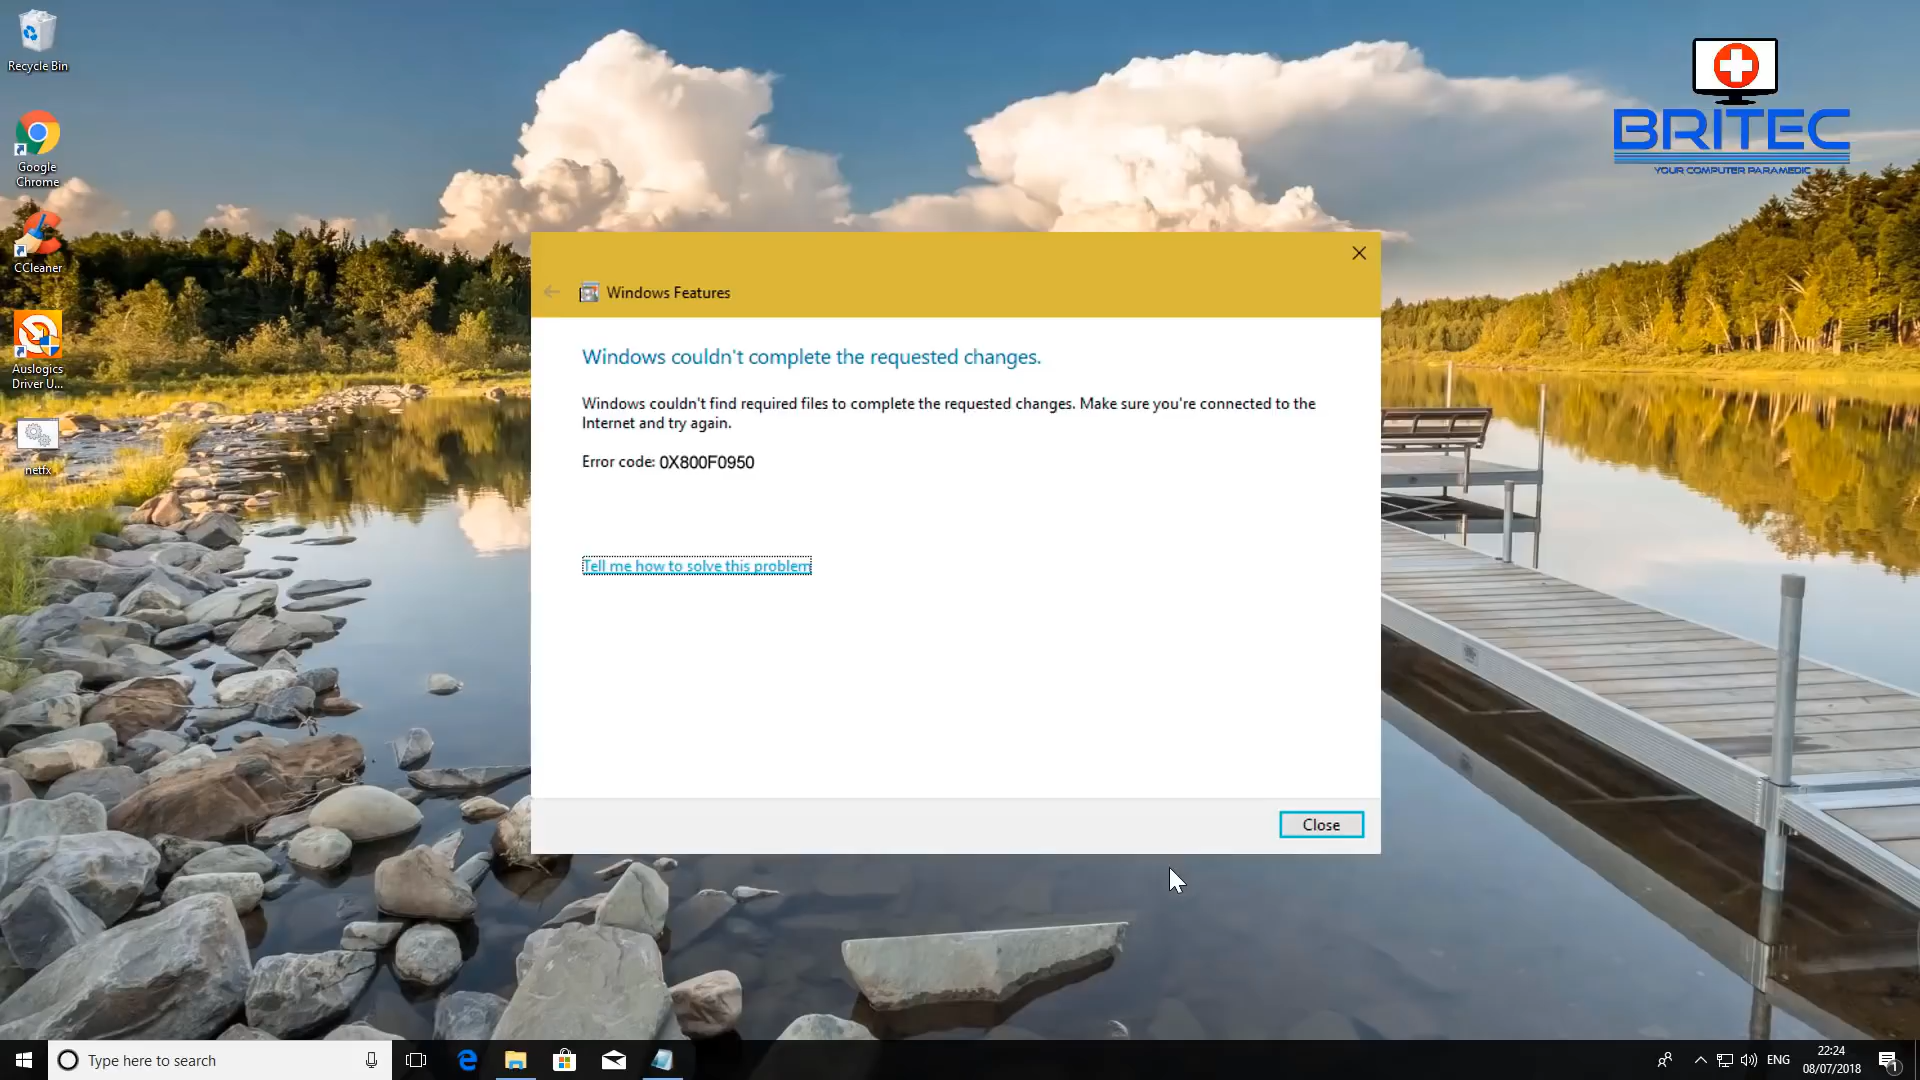 Recycle Bin
Google
Chrome
CCleaner
Auslogics
Driver U...
netfx
BRITEC
YOUR COMPUTER PARAMEDIC
Windows Features
Windows couldn't complete the requested changes.
Windows couldn't find required files to complete the requested changes. Make sure you're connected to the
Internet and try again.
Error code: 0X800F0950
Tell me how to solve this problem
Close
Type here to search
ENG
22:24
08/07/2018
1